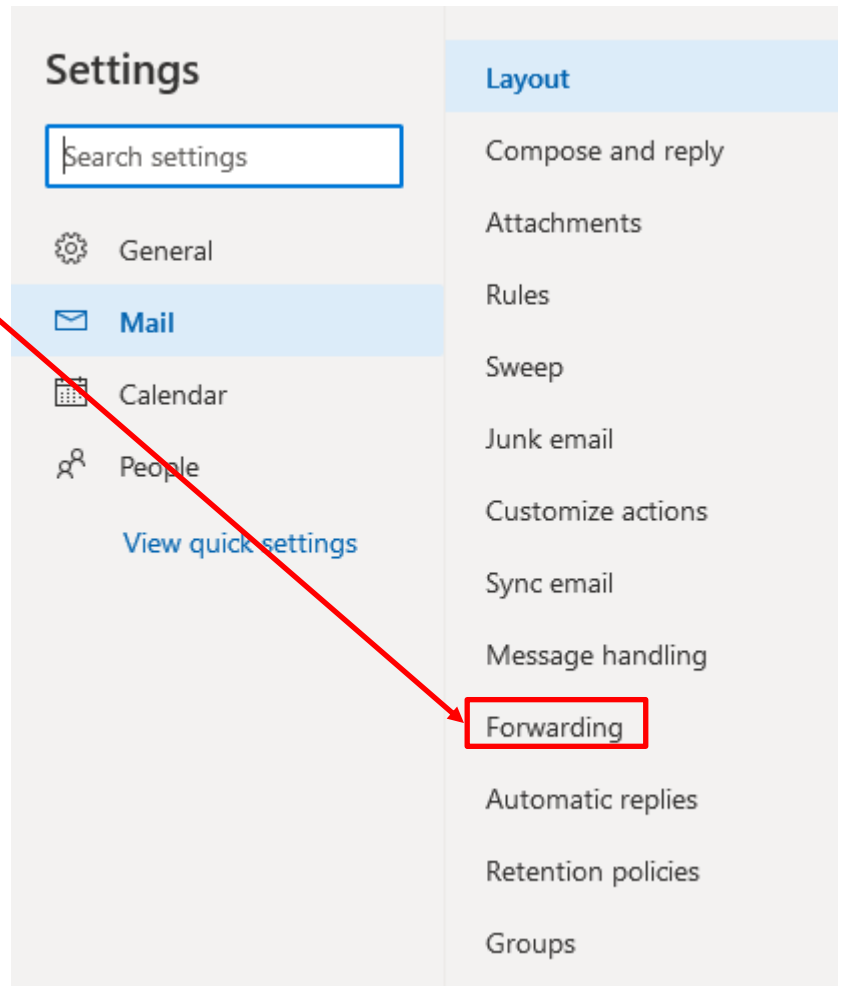 Settings
Search settings
General
Mail
Calendar
People
View quick settings
Layout
Compose and reply
Attachments
Rules
Sweep
Junk email
Customize actions
Sync email
Message handling
Forwarding
Automatic replies
Retention policies
Groups